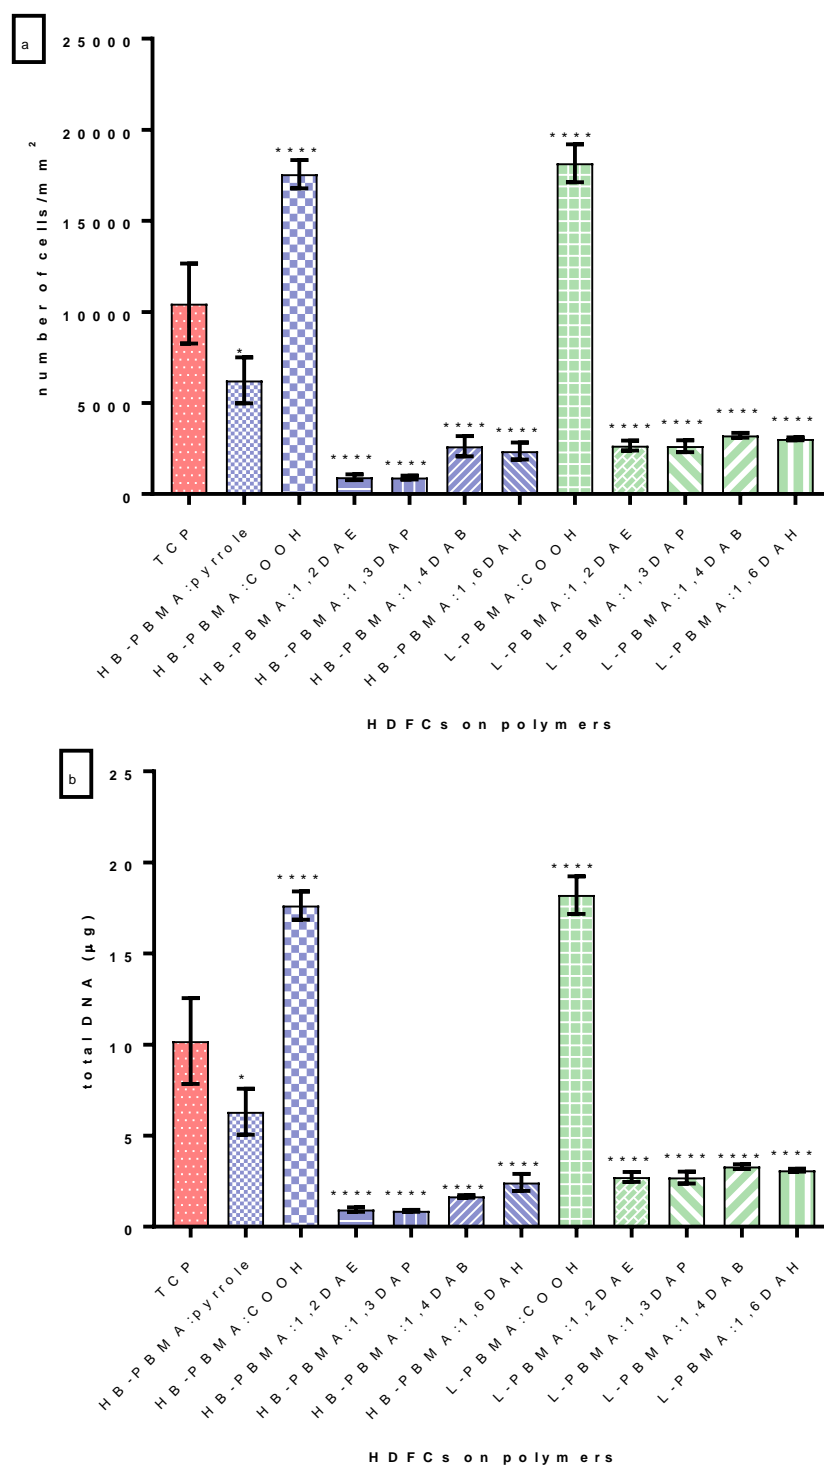 a
25000
20000
15000
10000
5000
0
number of cells/mm²
****
****
*
****
****
****
****
****
****
****
****
TCP
HB-PBMA:pyrrole
HB-PBMA:COOH
HB-PBMA:1,2DAE
HB-PBMA:1,3DAP
HB-PBMA:1,4DAB
HB-PBMA:1,6DAH
L-PBMA:COOH
L-PBMA:1,2DAE
L-PBMA:1,3DAP
L-PBMA:1,4DAB
L-PBMA:1,6DAH
HDFCs on polymers
b
25
20
15
10
5
0
total DNA (µg)
****
****
*
****
****
****
****
****
****
****
****
TCP
HB-PBMA:pyrrole
HB-PBMA:COOH
HB-PBMA:1,2DAE
HB-PBMA:1,3DAP
HB-PBMA:1,4DAB
HB-PBMA:1,6DAH
L-PBMA:COOH
L-PBMA:1,2DAE
L-PBMA:1,3DAP
L-PBMA:1,4DAB
L-PBMA:1,6DAH
HDFCs on polymers